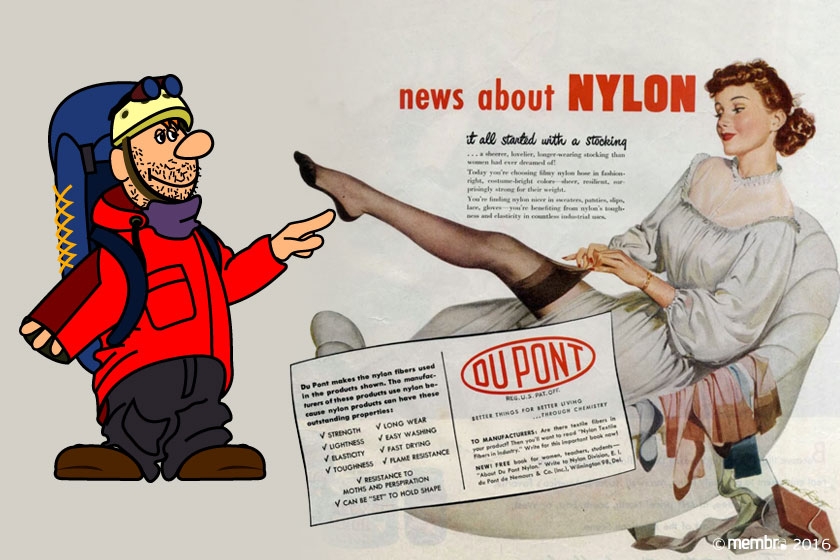 news about NYLON
it all started with a stocking
... a sheerer, lovelier, longer-wearing stocking than
women had ever dreamed of!
Today you're choosing filmy nylon hose in fashion-
right, costume-bright colors—sheer, resilient, sur-
prisingly strong for their weight.
You're finding nylon nicer in sweaters, panties, slips,
lace, gloves—you're benefiting from nylon's tough-
ness and elasticity in countless industrial uses.
Du Pont makes the nylon fibers used
in the products shown. The manufac-
turers of these products use nylon be-
cause nylon products can have these
outstanding properties:
√ STRENGTH √ LONG WEAR
√ LIGHTNESS √ EASY WASHING
√ ELASTICITY √ FAST DRYING
√ TOUGHNESS √ FLAME RESISTANCE
√ RESISTANCE TO
MOTHS AND PERSPIRATION
√ CAN BE "SET" TO HOLD SHAPE
DU PONT
REG. U.S. PAT. OFF.
BETTER THINGS FOR BETTER LIVING
...THROUGH CHEMISTRY
TO MANUFACTURERS: Are there textile fibers in
your product? Then you'll want to read "Nylon Textile
Fibers in Industry." Write for this important book now!
NEW! FREE book for women, teachers, students—
"About Du Pont Nylon." Write to Nylon Division, E. I.
du Pont de Nemours & Co. (Inc.), Wilmington 98, Del.
© membr 2016